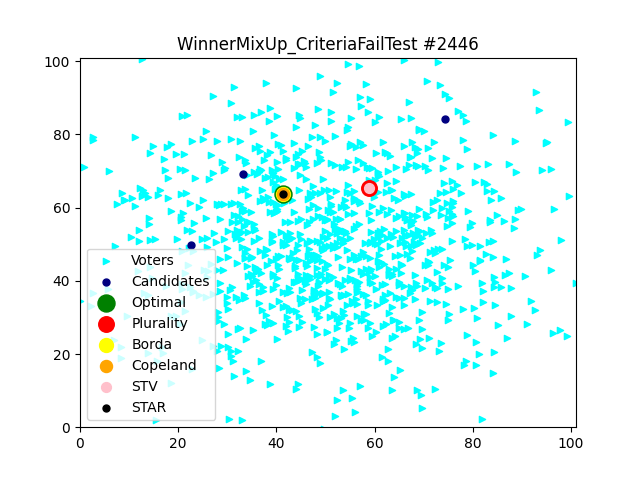 WinnerMixUp_CriteriaFailTest #2446
100
80
60
40
20
0
Voters
Candidates
Optimal
Plurality
Borda
Copeland
STV
STAR
0 20 40 60 80 100